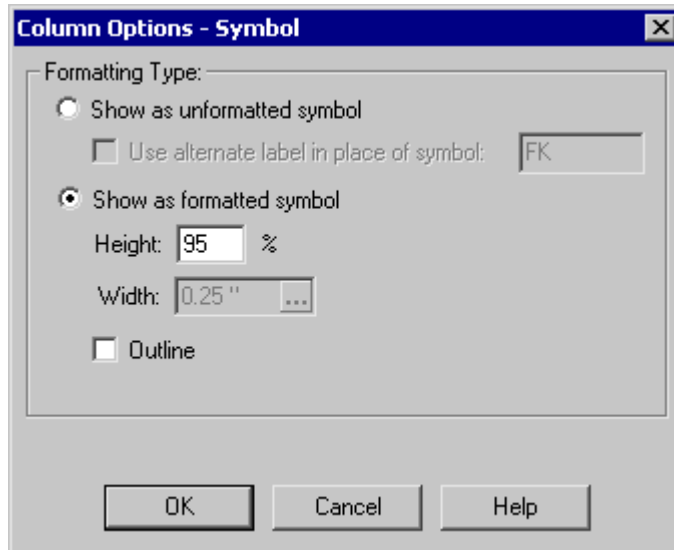 Column Options - Symbol
Formatting Type:
Show as unformatted symbol
Use alternate label in place of symbol: FK
Show as formatted symbol
Height: 95 %
Width: 0.25 " ...
Outline
OK Cancel Help